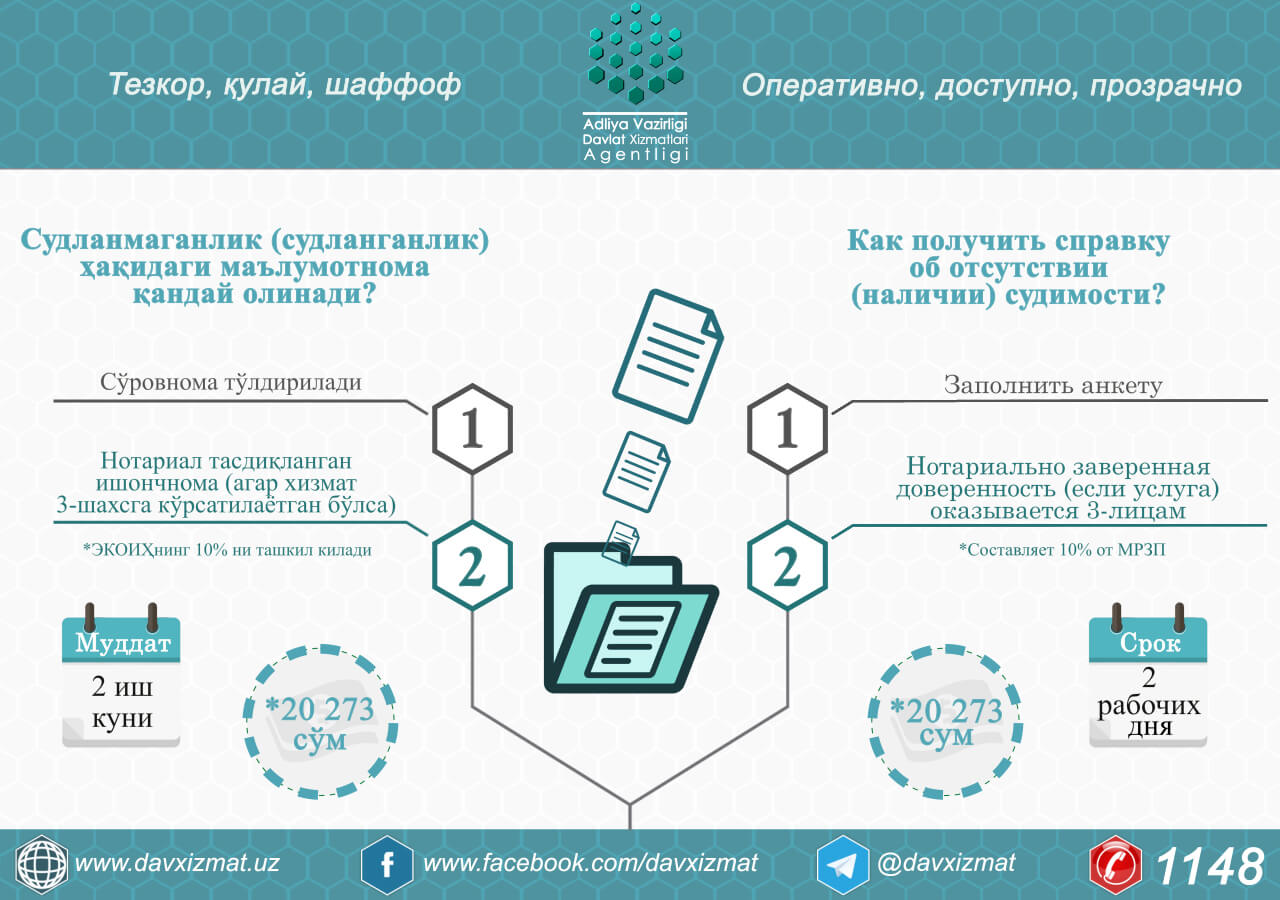 Тезкор, қулай, шаффоф
Adliya Vazirligi
Davlat Xizmatlari
Agentligi
Оперативно, доступно, прозрачно
Судланмаганлик (судланганлик)
ҳақидаги маълумотнома
қандай олинади?
Сўровнома тўлдирилади
1
Нотариал тасдиқланган
ишончнома (агар хизмат
3-шахсга кўрсатилаётган бўлса)
2
*ЭКОИҲнинг 10% ни ташкил килади
Муддат
2 иш
куни
*20 273
сўм
Как получить справку
об отсутствии
(наличии) судимости?
1
Заполнить анкету
Нотариально заверенная
доверенность (если услуга)
оказывается 3-лицам
2
*Составляет 10% от МРЗП
*20 273
сум
Срок
2
рабочих
дня
www.davxizmat.uz
www.facebook.com/davxizmat
@davxizmat
1148